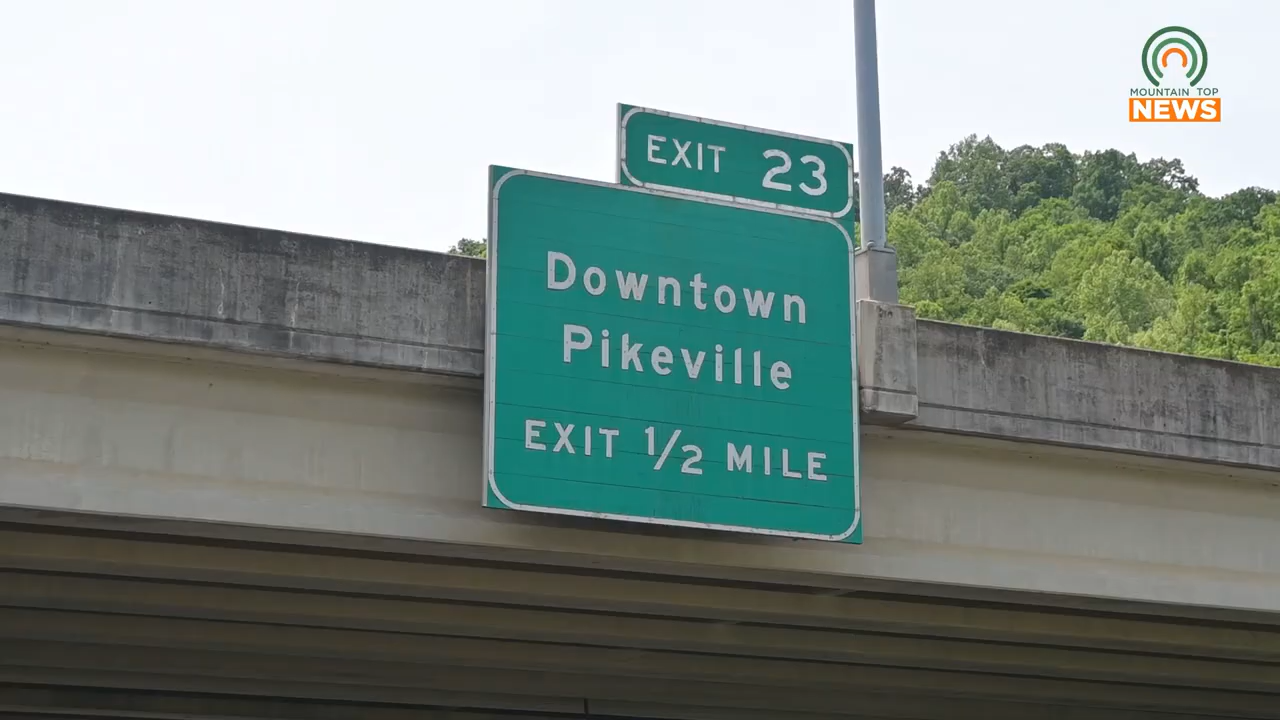 MOUNTAIN TOP
NEWS
EXIT 23
Downtown
Pikeville
EXIT 1/2 MILE